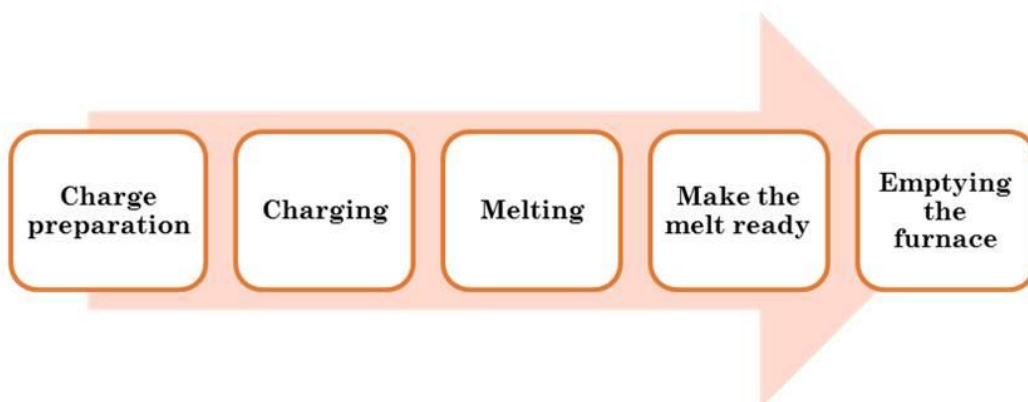 Charge
preparation
Charging
Melting
Make the
melt ready
Emptying
the
furnace